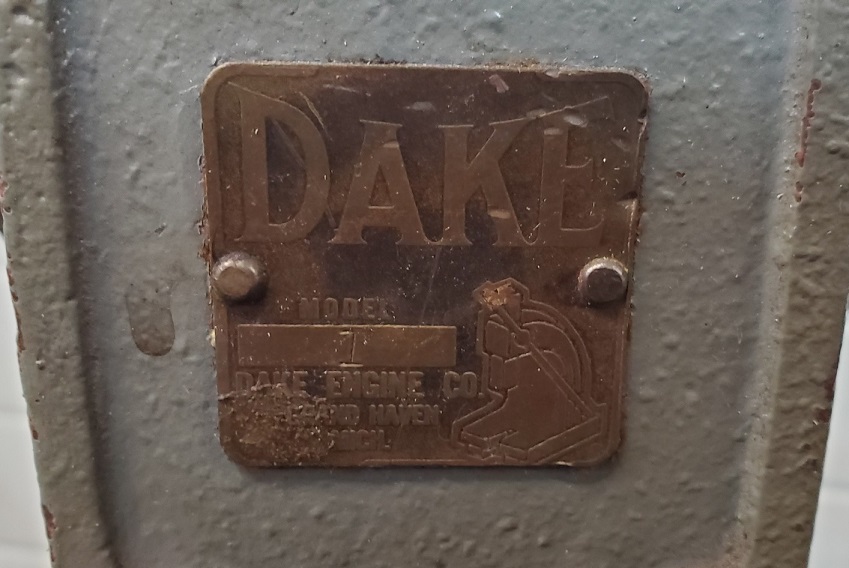 DAKE
MODEL
1
DAKE ENGINE CO.
GRAND HAVEN
MICH.